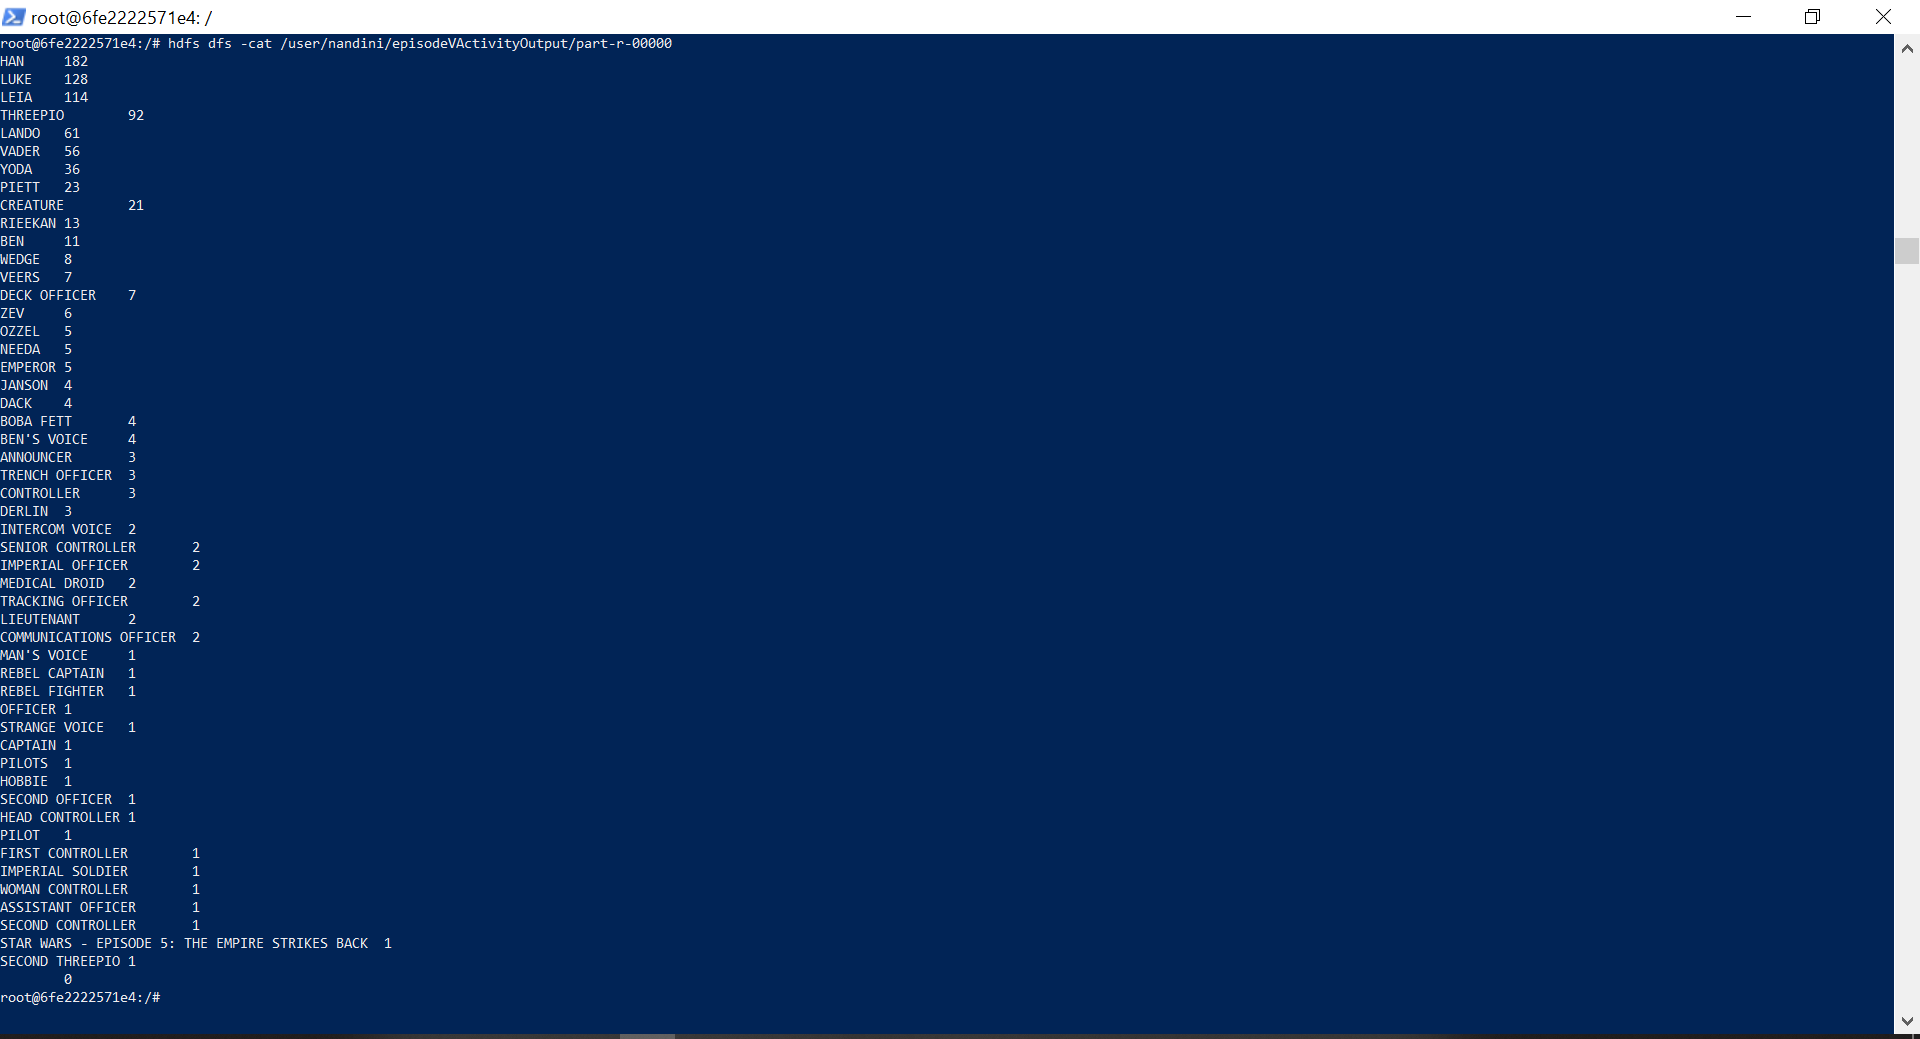 root@6fe2222571e4: /
root@6fe2222571e4:/# hdfs dfs -cat /user/nandini/episodeVActivityOutput/part-r-00000
HAN 182
LUKE 128
LEIA 114
THREEPIO 92
LANDO 61
VADER 56
YODA 36
PIETT 23
CREATURE 21
RIEEKAN 13
BEN 11
WEDGE 8
VEERS 7
DECK OFFICER 7
ZEV 6
OZZEL 5
NEEDA 5
EMPEROR 5
JANSON 4
DACK 4
BOBA FETT 4
BEN'S VOICE 4
ANNOUNCER 3
TRENCH OFFICER 3
CONTROLLER 3
DERLIN 3
INTERCOM VOICE 2
SENIOR CONTROLLER 2
IMPERIAL OFFICER 2
MEDICAL DROID 2
TRACKING OFFICER 2
LIEUTENANT 2
COMMUNICATIONS OFFICER 2
MAN'S VOICE 1
REBEL CAPTAIN 1
REBEL FIGHTER 1
OFFICER 1
STRANGE VOICE 1
CAPTAIN 1
PILOTS 1
HOBBIE 1
SECOND OFFICER 1
HEAD CONTROLLER 1
PILOT 1
FIRST CONTROLLER 1
IMPERIAL SOLDIER 1
WOMAN CONTROLLER 1
ASSISTANT OFFICER 1
SECOND CONTROLLER 1
STAR WARS - EPISODE 5: THE EMPIRE STRIKES BACK 1
SECOND THREEPIO 1
0
root@6fe2222571e4:/#